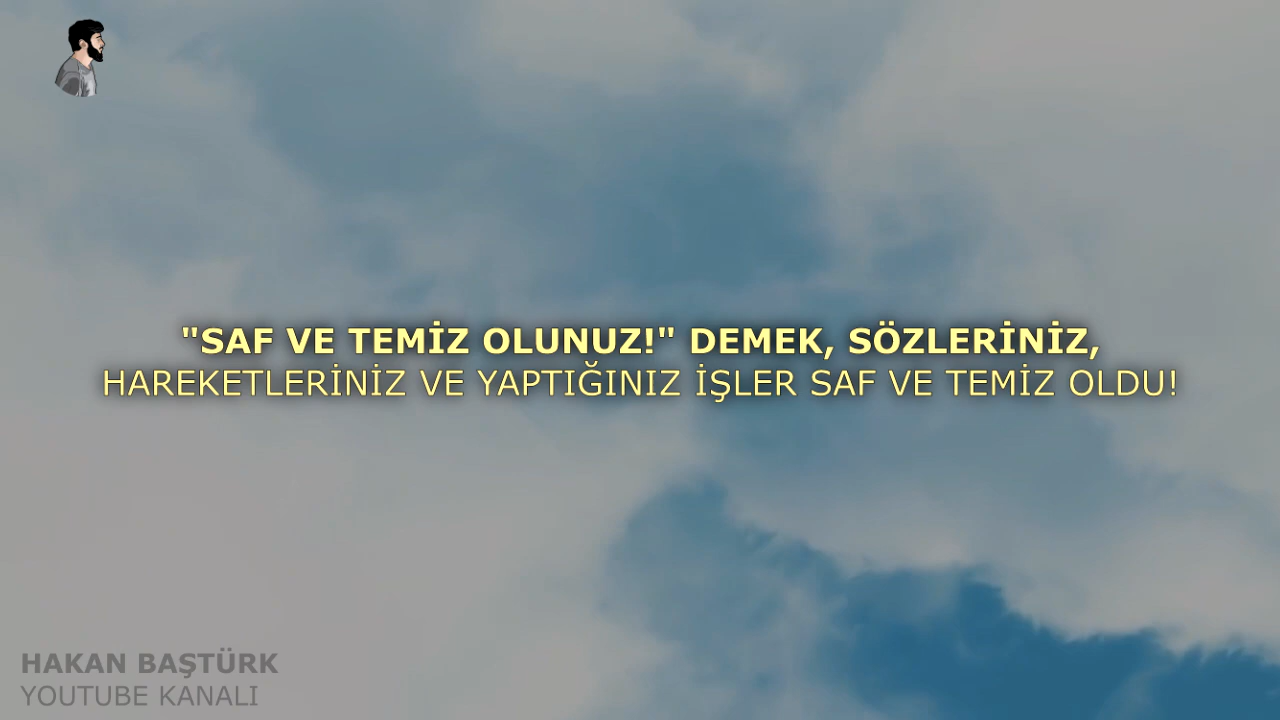 "SAF VE TEMİZ OLUNUZ!" DEMEK, SÖZLERİNİZ,
HAREKETLERİNİZ VE YAPTIĞINIZ İŞLER SAF VE TEMİZ OLDU!
HAKAN BAŞTÜRK
YOUTUBE KANALI